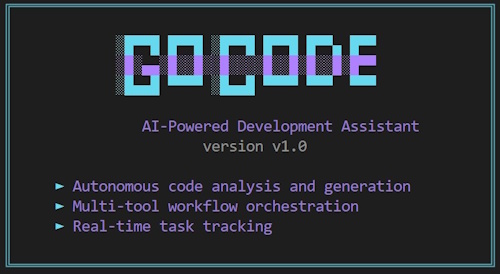 GOCODE
AI-Powered Development Assistant
version v1.0
► Autonomous code analysis and generation
► Multi-tool workflow orchestration
► Real-time task tracking